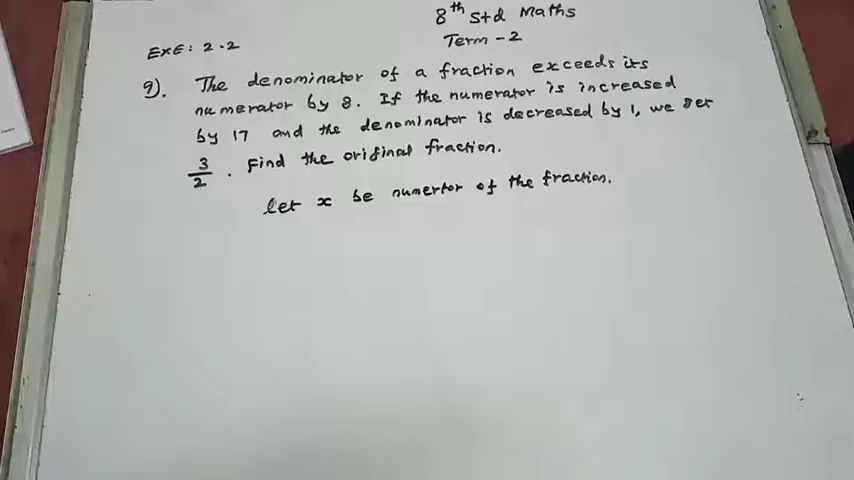 8th Std Maths
Term - 2
EXE: 2.2
9). The denominator of a fraction exceeds its
numerator by 8. If the numerator is increased
by 17 and the denominator is decreased by 1, we get
3/2. Find the original fraction.
let x be numertor of the fraction.